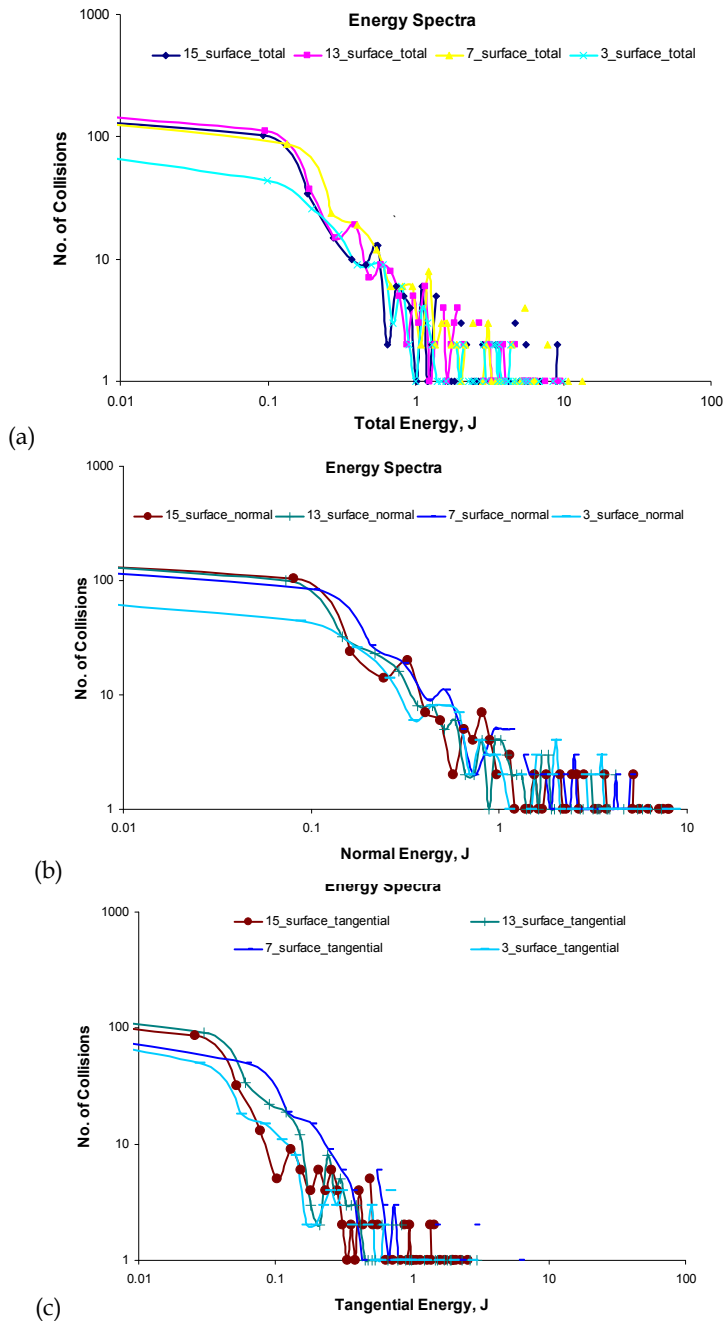 Energy Spectra
1000
15_surface_total 13_surface_total 7_surface_total 3_surface_total
100
No. of Collisions
10
1
0.01 0.1 1 10 100
Total Energy, J
(a)
Energy Spectra
1000
15_surface_normal 13_surface_normal 7_surface_normal 3_surface_normal
100
No. of Collisions
10
1
0.01 0.1 1 10
Normal Energy, J
(b)
Energy Spectra
1000
15_surface_tangential 13_surface_tangential
7_surface_tangential 3_surface_tangential
100
No. of Collisions
10
1
0.01 0.1 1 10 100
Tangential Energy, J
(c)